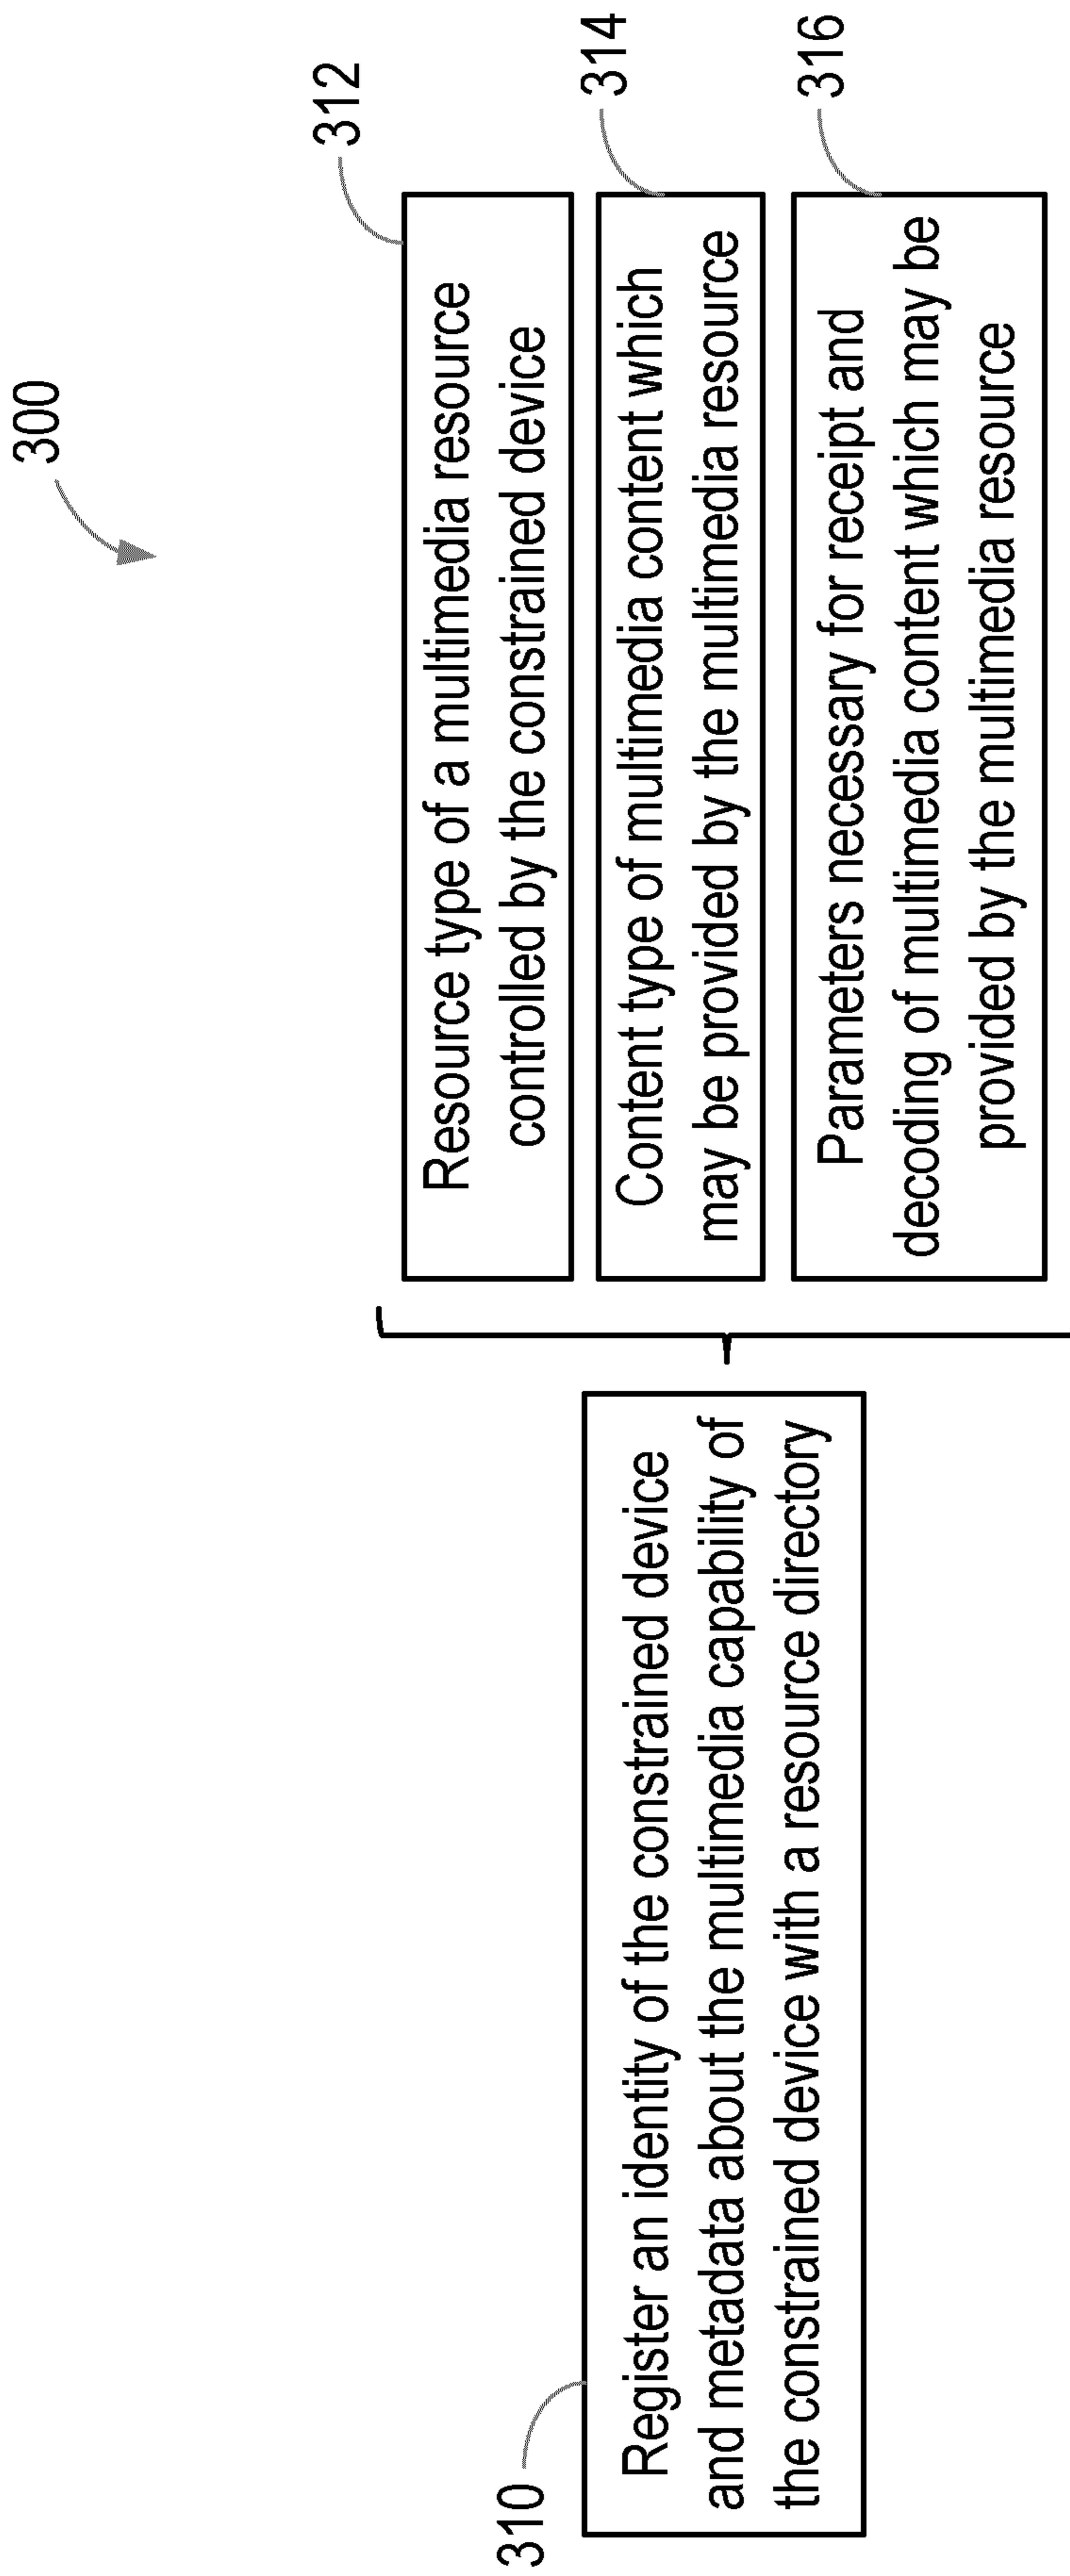 300
310
Register an identity of the constrained device
and metadata about the multimedia capability of
the constrained device with a resource directory
312
Resource type of a multimedia resource
controlled by the constrained device
314
Content type of multimedia content which
may be provided by the multimedia resource
316
Parameters necessary for receipt and
decoding of multimedia content which may be
provided by the multimedia resource